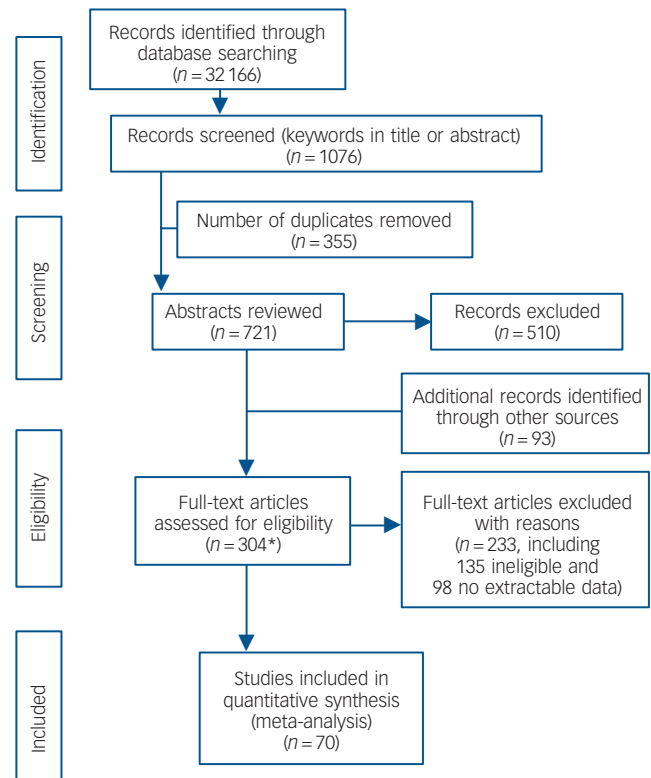 Identification
Records identified through
database searching
(n = 32 166)
Records screened (keywords in title or abstract)
(n = 1076)
Number of duplicates removed
(n = 355)
Screening
Abstracts reviewed
(n = 721)
Records excluded
(n = 510)
Additional records identified
through other sources
(n = 93)
Eligibility
Full-text articles
assessed for eligibility
(n = 304*)
Full-text articles excluded
with reasons
(n = 233, including
135 ineligible and
98 no extractable data)
Included
Studies included in
quantitative synthesis
(meta-analysis)
(n = 70)